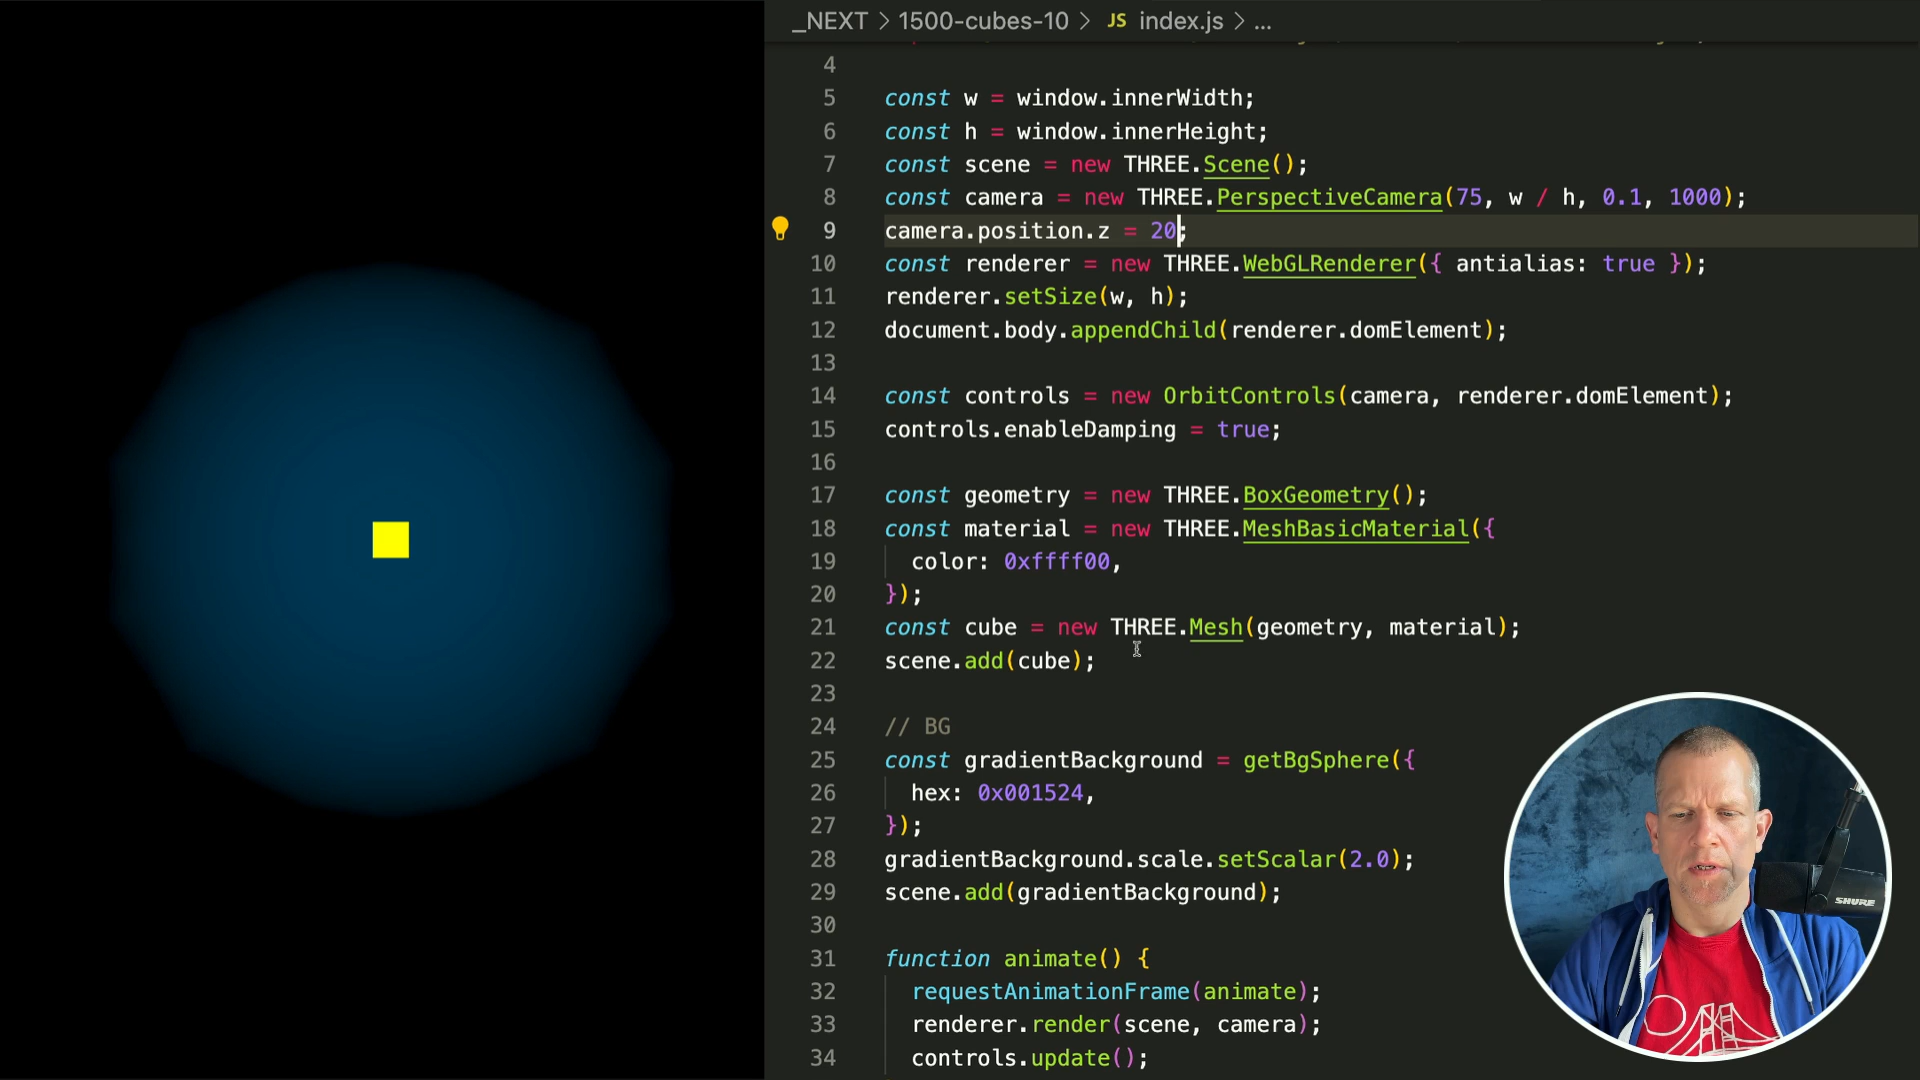 _NEXT > 1500-cubes-10 > JS index.js > ...
4
5 const w = window.innerWidth;
6 const h = window.innerHeight;
7 const scene = new THREE.Scene();
8 const camera = new THREE.PerspectiveCamera(75, w / h, 0.1, 1000);
9 camera.position.z = 20;
10 const renderer = new THREE.WebGLRenderer({ antialias: true });
11 renderer.setSize(w, h);
12 document.body.appendChild(renderer.domElement);
13
14 const controls = new OrbitControls(camera, renderer.domElement);
15 controls.enableDamping = true;
16
17 const geometry = new THREE.BoxGeometry();
18 const material = new THREE.MeshBasicMaterial({
19 color: 0xffff00,
20 });
21 const cube = new THREE.Mesh(geometry, material);
22 scene.add(cube);
23
24 // BG
25 const gradientBackground = getBgSphere({
26 hex: 0x001524,
27 });
28 gradientBackground.scale.setScalar(2.0);
29 scene.add(gradientBackground);
30
31 function animate() {
32 requestAnimationFrame(animate);
33 renderer.render(scene, camera);
34 controls.update();
SHURE